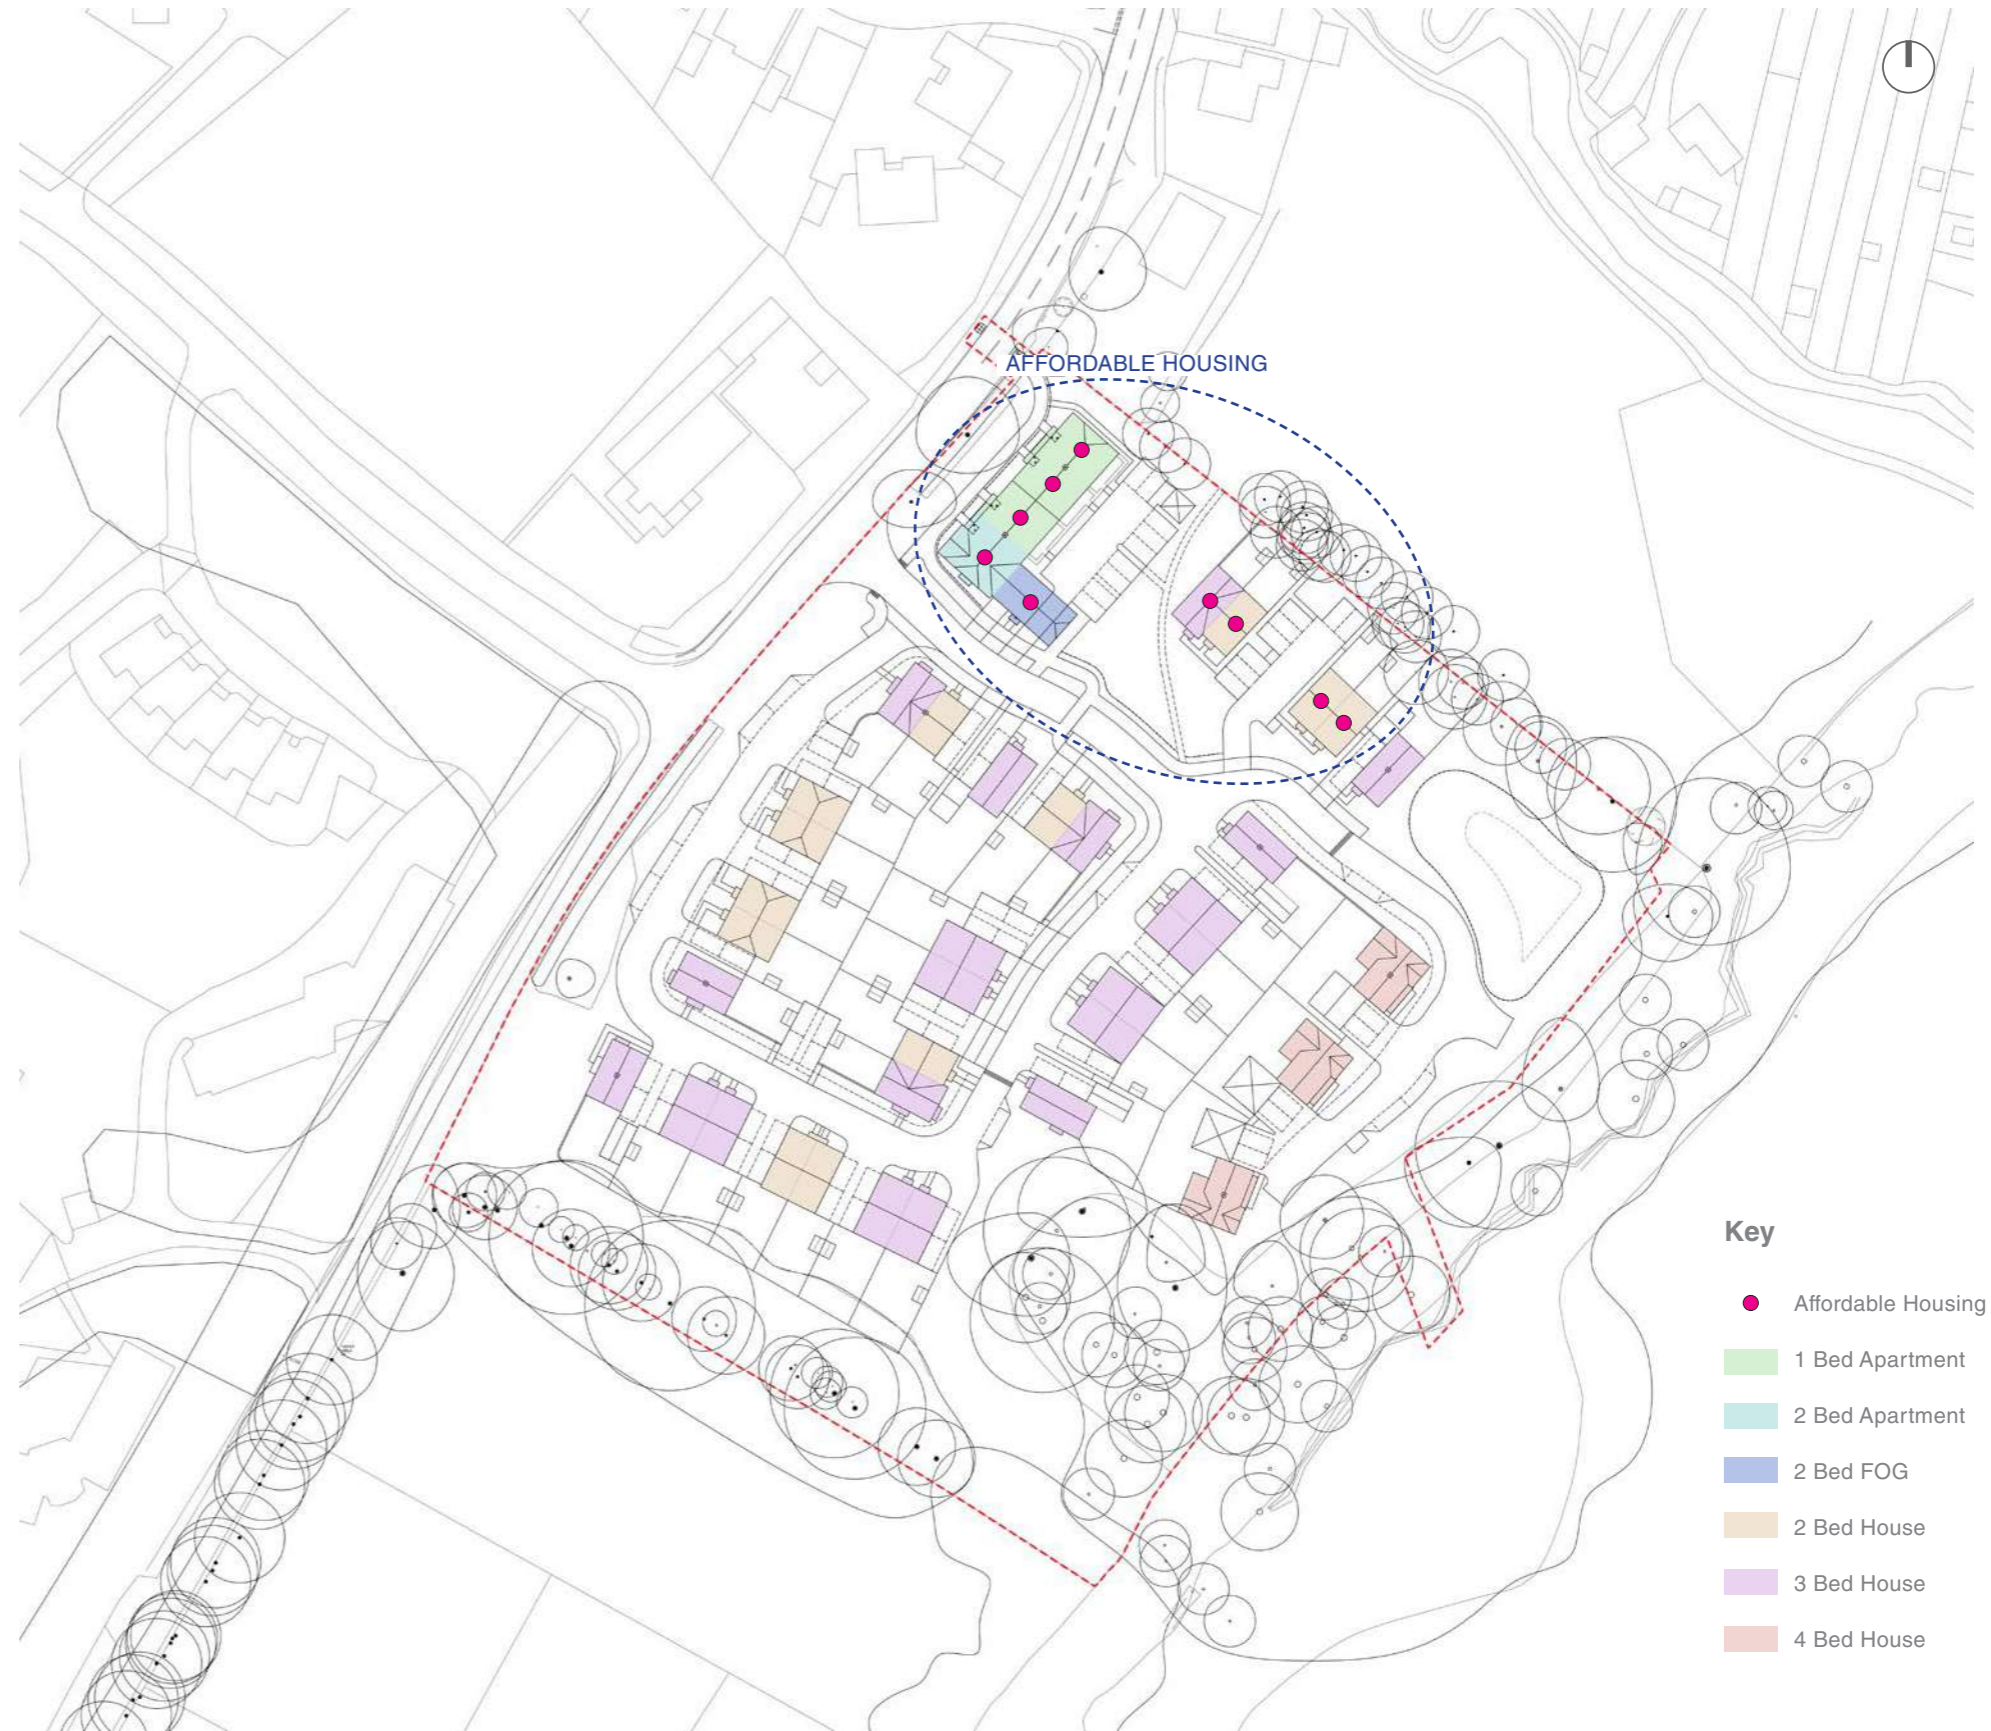 AFFORDABLE HOUSING
Key
Affordable Housing
1 Bed Apartment
2 Bed Apartment
2 Bed FOG
2 Bed House
3 Bed House
4 Bed House